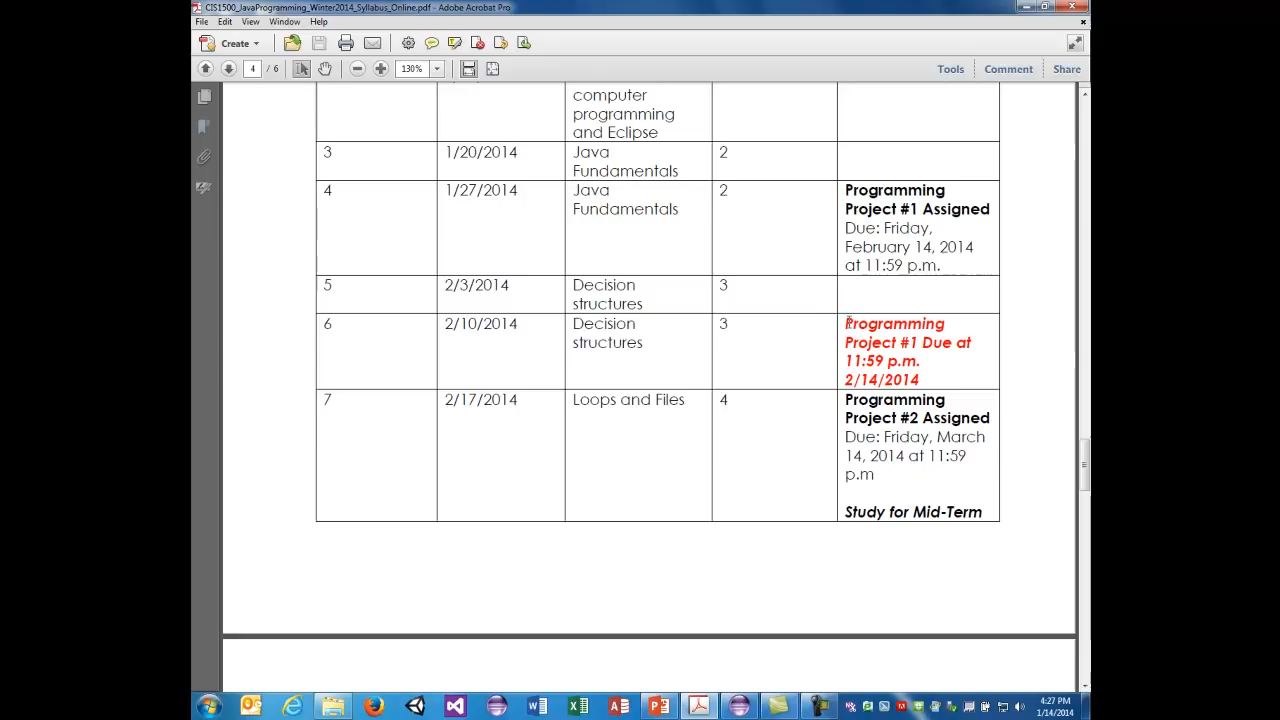 CIS1500_JavaProgramming_Winter2014_Syllabus_Online.pdf - Adobe Acrobat Pro
File Edit View Window Help
Create
4 / 6 130% Tools Comment Share
computer
programming
and Eclipse
3 1/20/2014 Java 2
Fundamentals
4 1/27/2014 Java 2 Programming
Fundamentals Project #1 Assigned
Due: Friday,
February 14, 2014
at 11:59 p.m.
5 2/3/2014 Decision 3
structures
6 2/10/2014 Decision 3 Programming
structures Project #1 Due at
11:59 p.m.
2/14/2014
7 2/17/2014 Loops and Files 4 Programming
Project #2 Assigned
Due: Friday, March
14, 2014 at 11:59
p.m
Study for Mid-Term
4:27 PM
1/14/2014